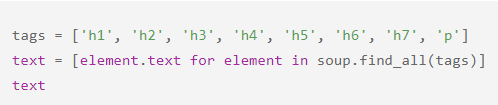 tags = ['h1', 'h2', 'h3', 'h4', 'h5', 'h6', 'h7', 'p']
text = [element.text for element in soup.find_all(tags)]
text